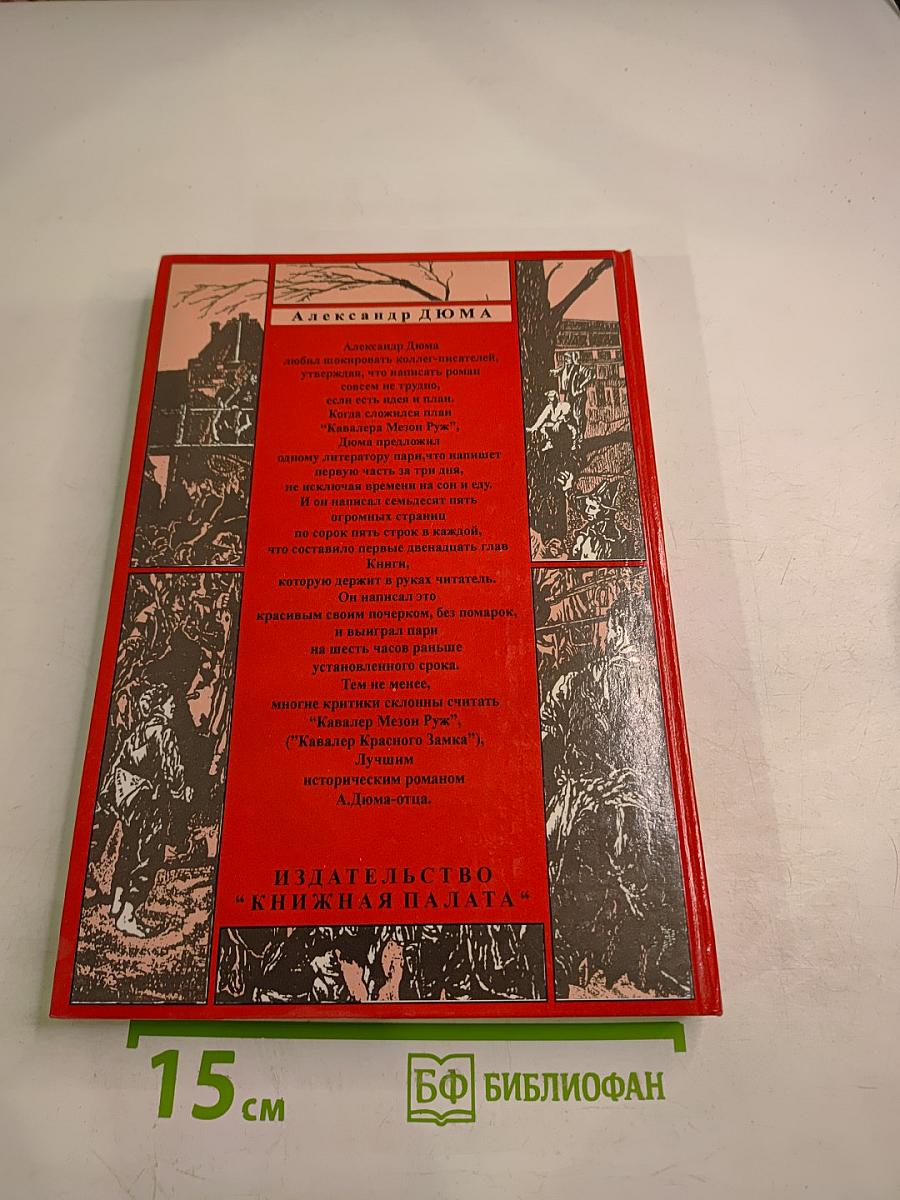 Александр ДЮМА
Александр Дюма
любил шокировать коллег-писателей,
утверждая, что написать роман
совсем не трудно,
если есть идея и план.
Когда сложился план
“Кавалера Мезон Руж”,
Дюма предложил
одному литератору пари,что напишет
первую часть за три дня,
не исключая времени на сон и еду.
И он написал семьдесят пять
огромных страниц
по сорок пять строк в каждой,
что составило первые двенадцать глав
Книги,
которую держит в руках читатель.
Он написал это
красивым своим почерком, без помарок,
и выиграл пари
на шесть часов раньше
установленного срока.
Тем не менее,
многие критики склонны считать
“Кавалер Мезон Руж”,
(”Кавалер Красного Замка”),
Лучшим
историческим романом
А.Дюма-отца.
ИЗДАТЕЛЬСТВО
“ КНИЖНАЯ ПАЛАТА “
15 см
БФ БИБЛИОФАН